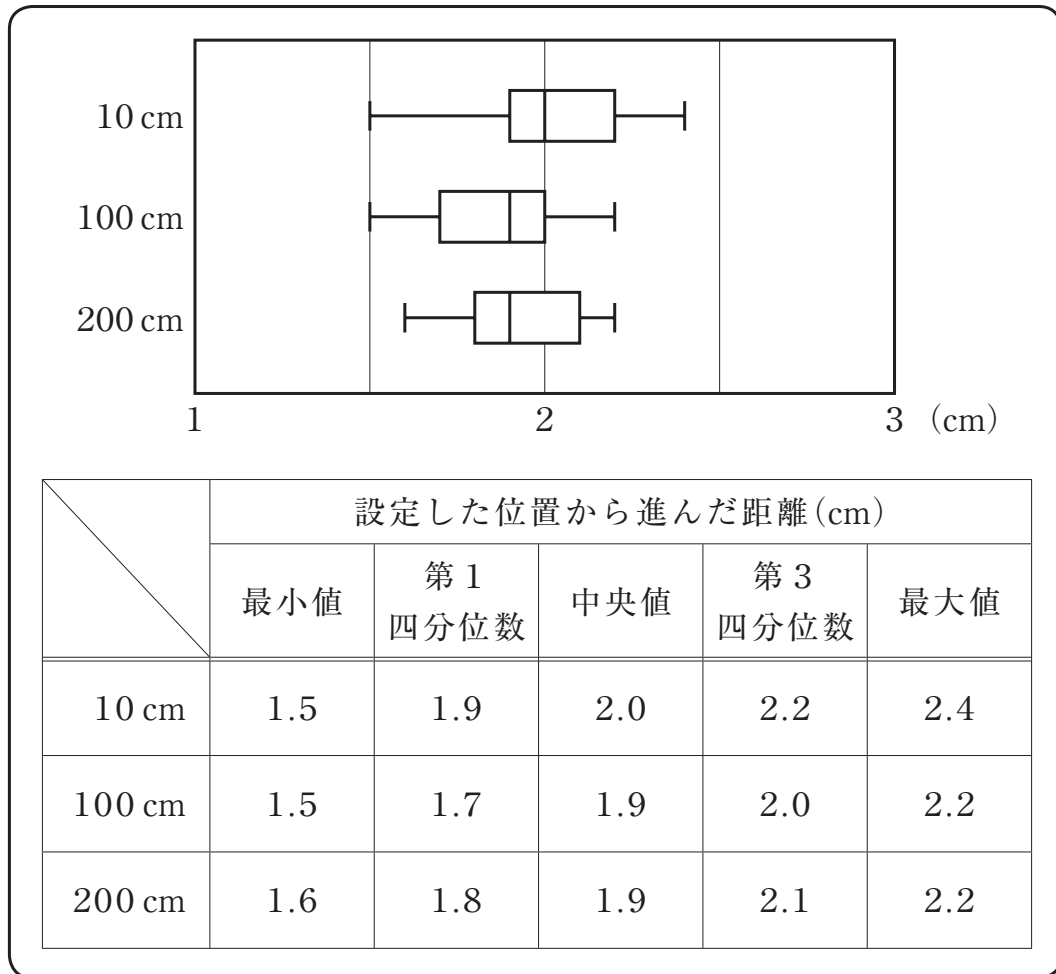 10 cm
100 cm
200 cm
1 2 3 (cm)
設定した位置から進んだ距離(cm)
最小値 第1四分位数 中央値 第3四分位数 最大値
10 cm 1.5 1.9 2.0 2.2 2.4
100 cm 1.5 1.7 1.9 2.0 2.2
200 cm 1.6 1.8 1.9 2.1 2.2